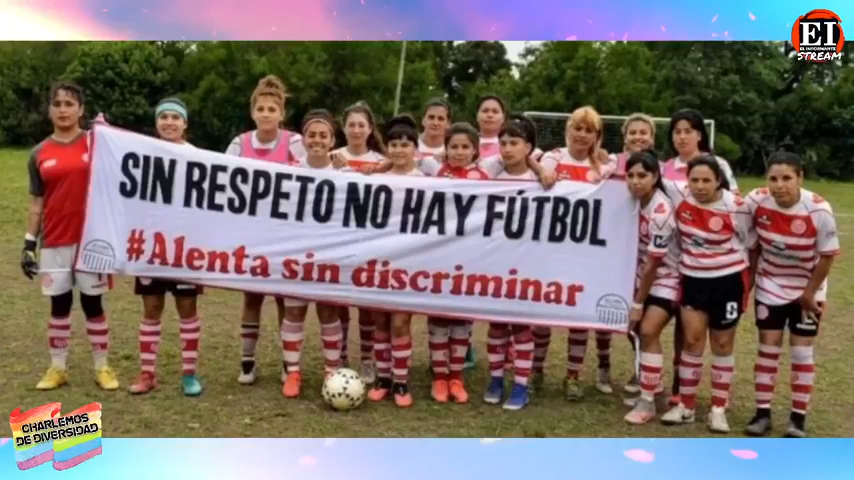 EI
EL INFORMANTE
STREAM
SIN RESPETO NO HAY FÚTBOL
#Alenta sin discriminar
CHARLEMOS
DE DIVERSIDAD